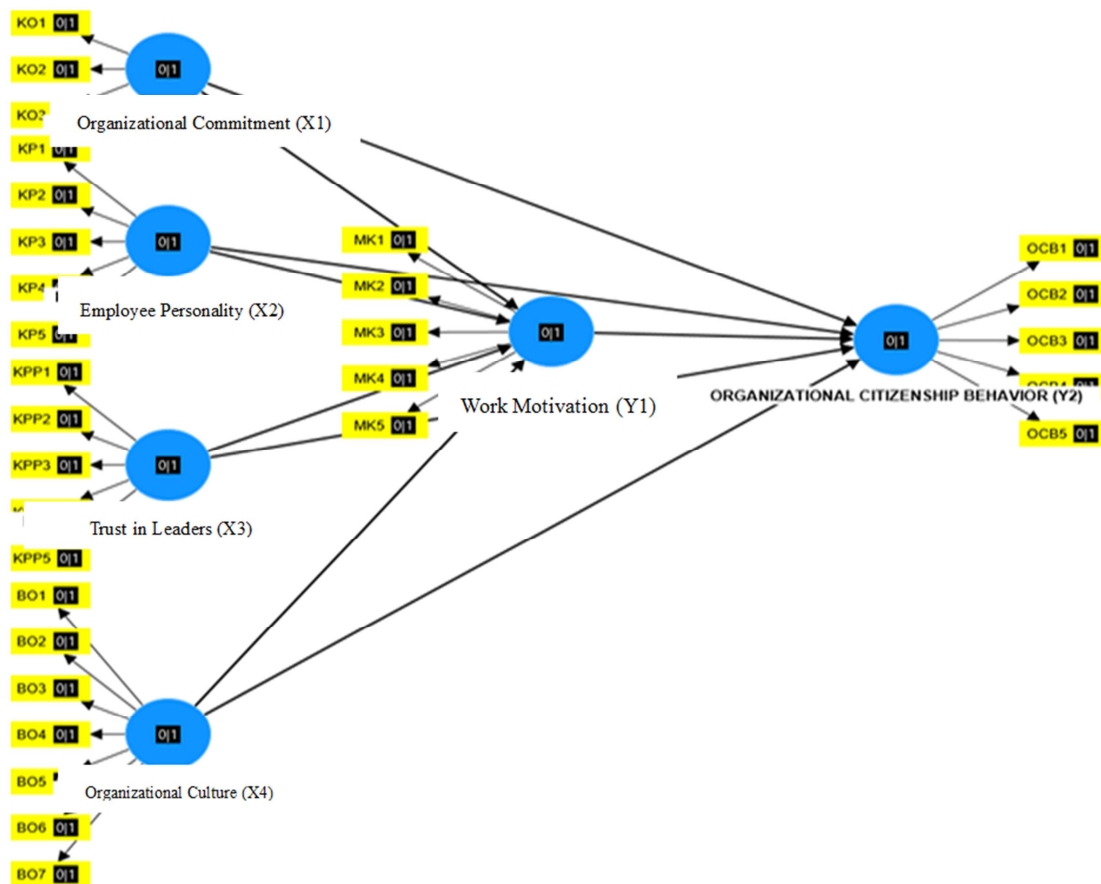 KO1 0|1
KO2 0|1
0|1
Organizational Commitment (X1)
KP1 0|1
KP2 0|1
KP3 0|1
KP4
0|1
Employee Personality (X2)
KP5 0|1
KPP1 0|1
KPP2 0|1
KPP3 0|1
0|1
Trust in Leaders (X3)
KPP5 0|1
BO1 0|1
BO2 0|1
BO3 0|1
BO4 0|1
0|1
BO5
Organizational Culture (X4)
BO6 0|1
BO7 0|1
MK1 0|1
MK2 0|1
MK3 0|1
MK4 0|1
MK5 0|1
0|1
Work Motivation (Y1)
0|1
ORGANIZATIONAL CITIZENSHIP BEHAVIOR (Y2)
OCB1 0|1
OCB2 0|1
OCB3 0|1
OCB4 0|1
OCB5 0|1